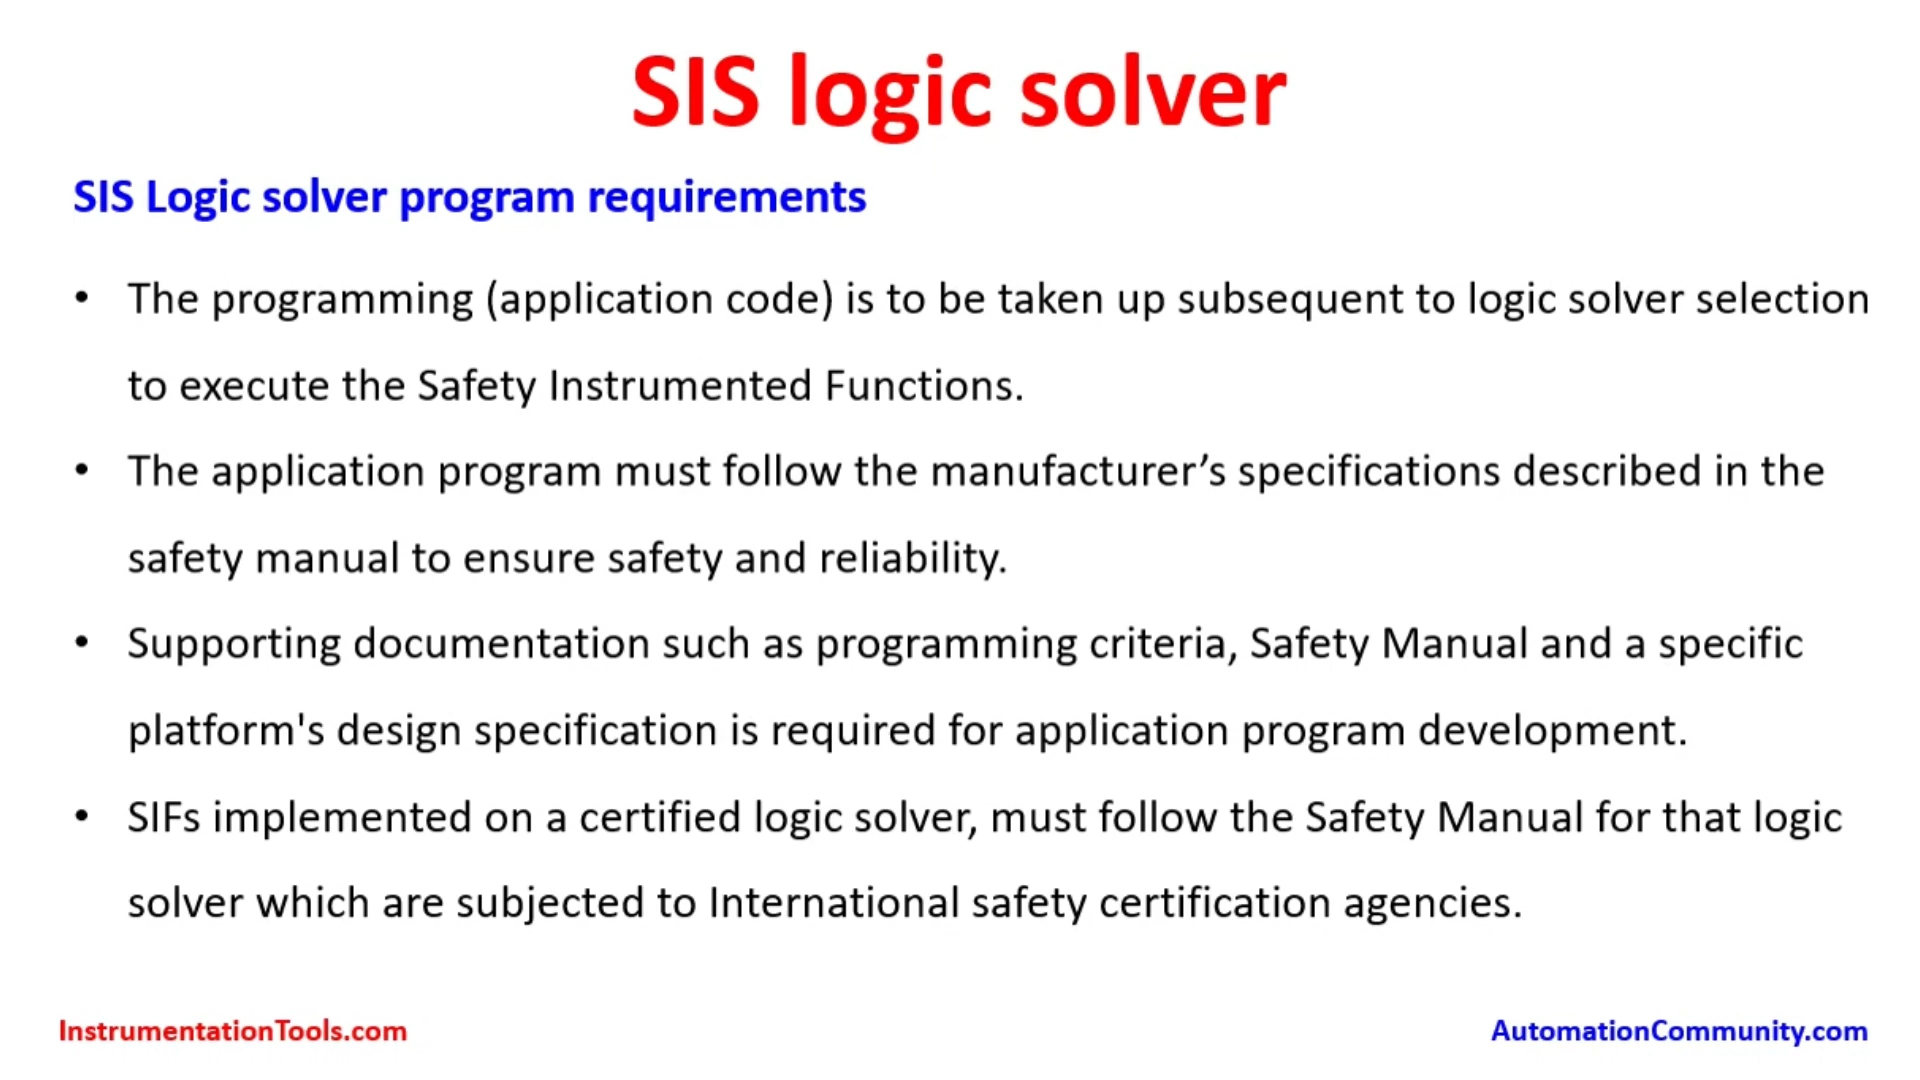 SIS logic solver
SIS Logic solver program requirements
• The programming (application code) is to be taken up subsequent to logic solver selection
to execute the Safety Instrumented Functions.
• The application program must follow the manufacturer’s specifications described in the
safety manual to ensure safety and reliability.
• Supporting documentation such as programming criteria, Safety Manual and a specific
platform's design specification is required for application program development.
• SIFs implemented on a certified logic solver, must follow the Safety Manual for that logic
solver which are subjected to International safety certification agencies.
InstrumentationTools.com
AutomationCommunity.com